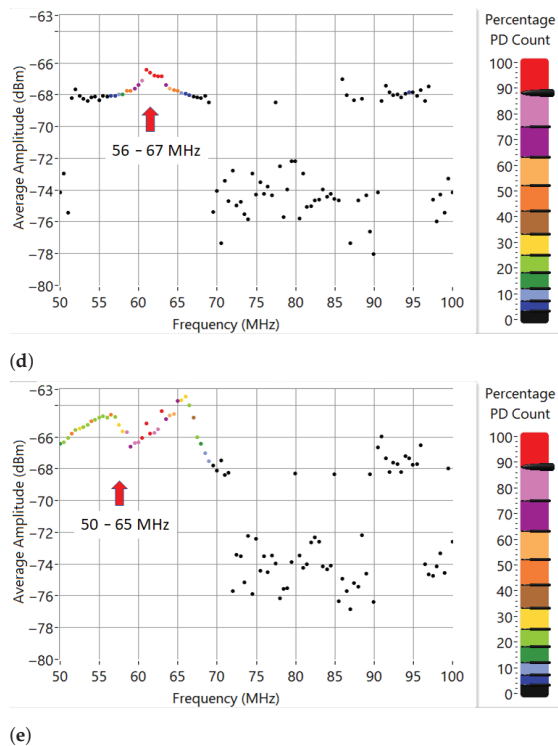 Percentage
PD Count
100
90
80
70
60
50
40
30
20
10
0
Average Amplitude (dBm)
−63
−66
−68
−70
−72
−74
−76
−78
−80
56 – 67 MHz
50 55 60 65 70 75 80 85 90 95 100
Frequency (MHz)
(d)
Percentage
PD Count
100
90
80
70
60
50
40
30
20
10
0
Average Amplitude (dBm)
−63
−66
−68
−70
−72
−74
−76
−78
−80
50 – 65 MHz
50 55 60 65 70 75 80 85 90 95 100
Frequency (MHz)
(e)